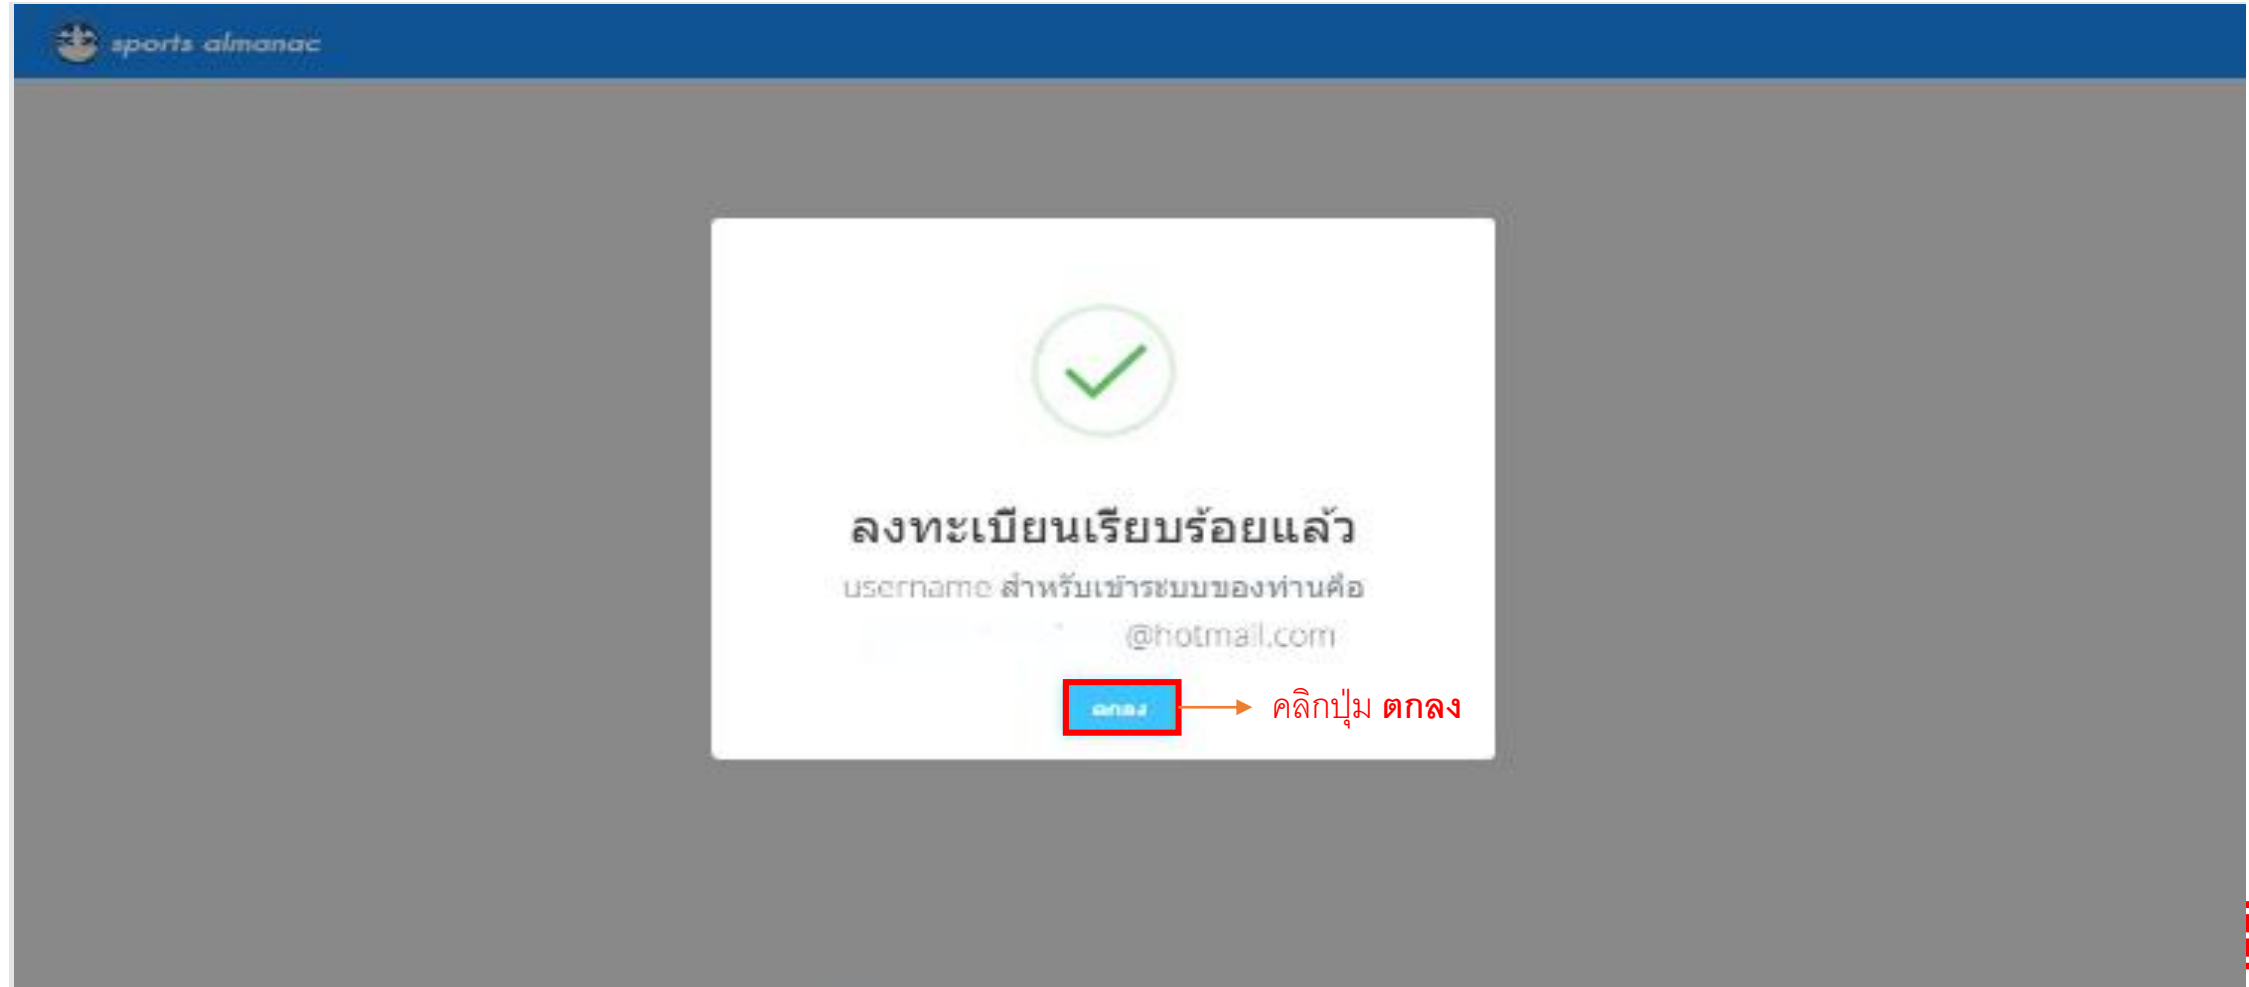 sports almanac
ลงทะเบียนเรียบร้อยแล้ว
username สำหรับเข้าระบบของท่านคือ
@hotmail.com
ตกลง
คลิกปุ่ม ตกลง